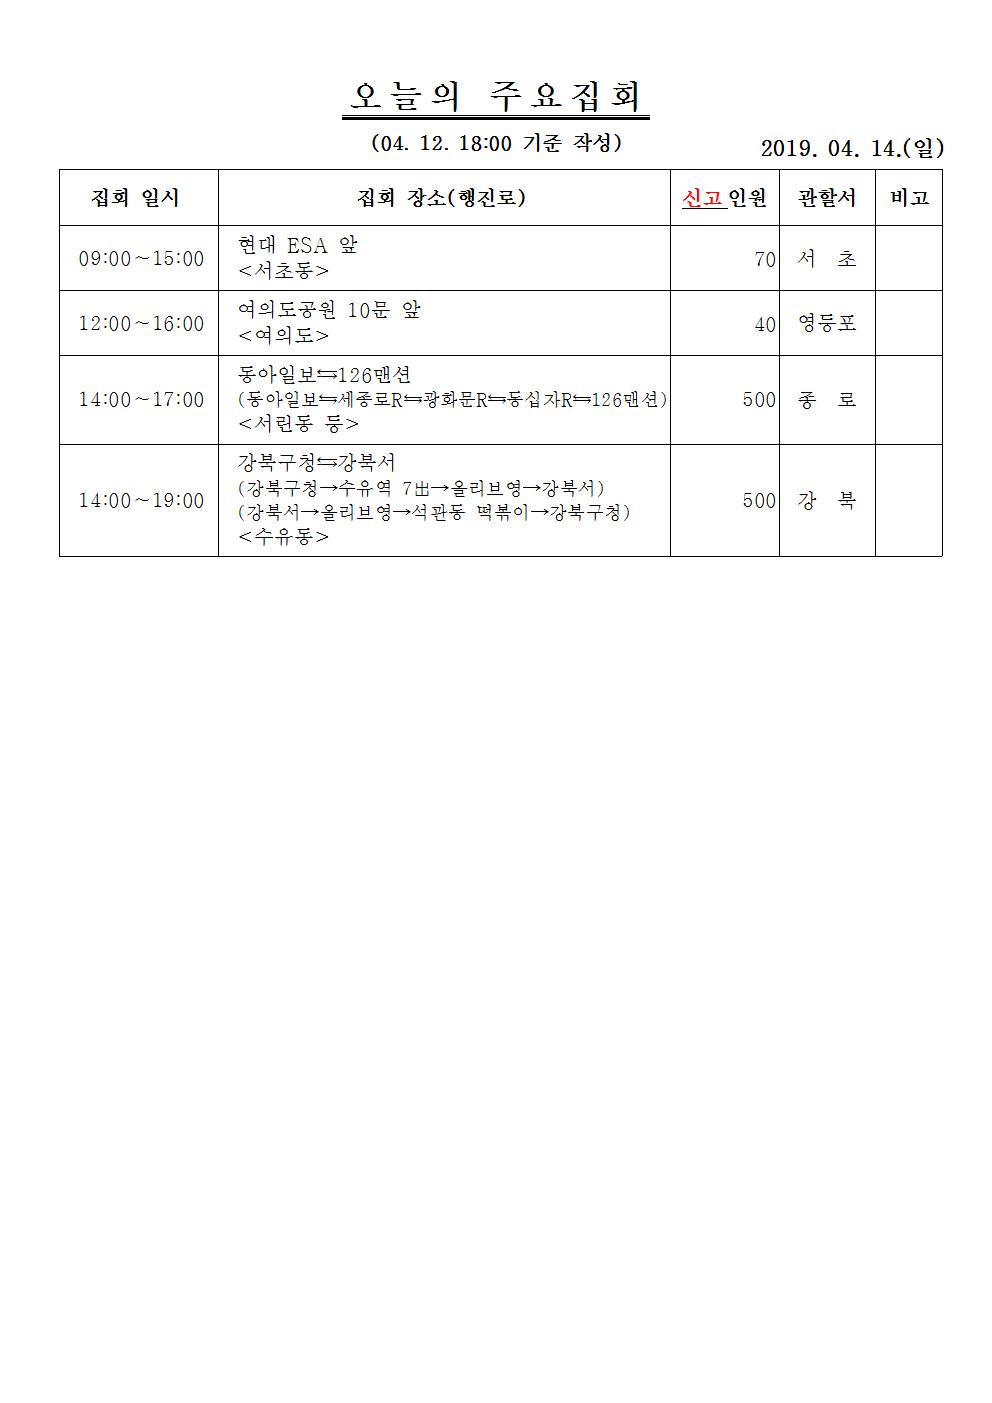 오늘의 주요집회
(04. 12. 18:00 기준 작성)
2019. 04. 14.(일)
집회 일시 집회 장소(행진로) 신고인원 관할서 비고
09:00~15:00
현대 ESA 앞
<서초동>
70 서 초
12:00~16:00
여의도공원 10문 앞
<여의도>
40 영등포
14:00~17:00
동아일보⇆126맨션
(동아일보⇆세종로R⇆광화문R⇆동십자R⇆126맨션)
<서린동 등>
500 종 로
14:00~19:00
강북구청⇆강북서
(강북구청→수유역 7出→올리브영→강북서)
(강북서→올리브영→석관동 떡볶이→강북구청)
<수유동>
500 강 북